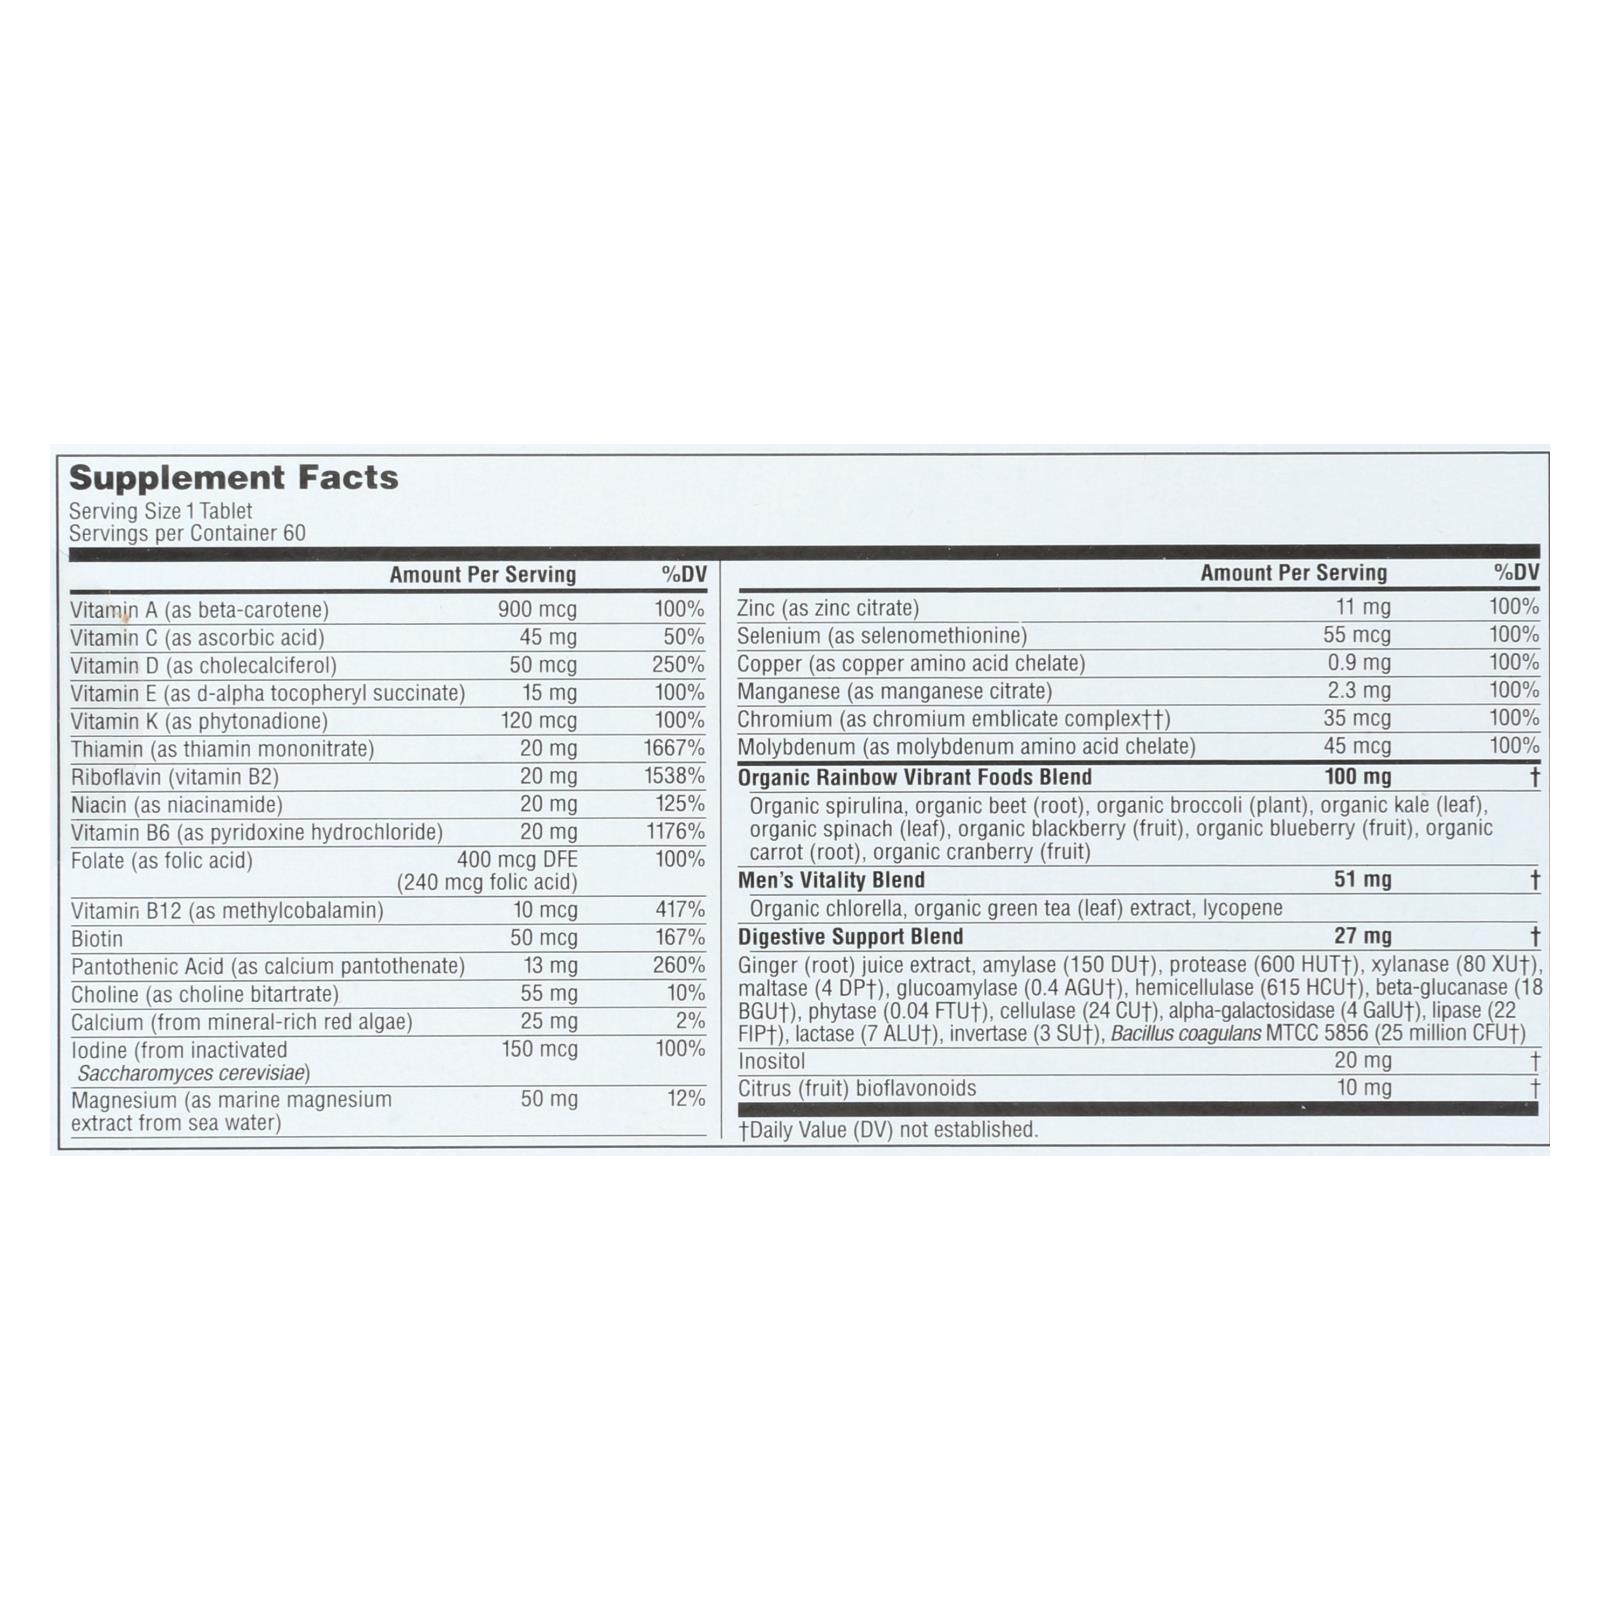 Supplement Facts
Serving Size 1 Tablet
Servings per Container 60
Amount Per Serving %DV
Vitamin A (as beta-carotene) 900 mcg 100%
Vitamin C (as ascorbic acid) 45 mg 50%
Vitamin D (as cholecalciferol) 50 mcg 250%
Vitamin E (as d-alpha tocopheryl succinate) 15 mg 100%
Vitamin K (as phytonadione) 120 mcg 100%
Thiamin (as thiamin mononitrate) 20 mg 1667%
Riboflavin (vitamin B2) 20 mg 1538%
Niacin (as niacinamide) 20 mg 125%
Vitamin B6 (as pyridoxine hydrochloride) 20 mg 1176%
Folate (as folic acid) 400 mcg DFE 100%
(240 mcg folic acid)
Vitamin B12 (as methylcobalamin) 10 mcg 417%
Biotin 50 mcg 167%
Pantothenic Acid (as calcium pantothenate) 13 mg 260%
Choline (as choline bitartrate) 55 mg 10%
Calcium (from mineral-rich red algae) 25 mg 2%
Iodine (from inactivated 150 mcg 100%
Saccharomyces cerevisiae)
Magnesium (as marine magnesium 50 mg 12%
extract from sea water)
Amount Per Serving %DV
Zinc (as zinc citrate) 11 mg 100%
Selenium (as selenomethionine) 55 mcg 100%
Copper (as copper amino acid chelate) 0.9 mg 100%
Manganese (as manganese citrate) 2.3 mg 100%
Chromium (as chromium emblicate complex††) 35 mcg 100%
Molybdenum (as molybdenum amino acid chelate) 45 mcg 100%
Organic Rainbow Vibrant Foods Blend 100 mg †
Organic spirulina, organic beet (root), organic broccoli (plant), organic kale (leaf),
organic spinach (leaf), organic blackberry (fruit), organic blueberry (fruit), organic
carrot (root), organic cranberry (fruit)
Men's Vitality Blend 51 mg †
Organic chlorella, organic green tea (leaf) extract, lycopene
Digestive Support Blend 27 mg †
Ginger (root) juice extract, amylase (150 DU†), protease (600 HUT†), xylanase (80 XU†),
maltase (4 DP†), glucoamylase (0.4 AGU†), hemicellulase (615 HCU†), beta-glucanase (18
BGU†), phytase (0.04 FTU†), cellulase (24 CU†), alpha-galactosidase (4 GalU†), lipase (22
FIP†), lactase (7 ALU†), invertase (3 SU†), Bacillus coagulans MTCC 5856 (25 million CFU†)
Inositol 20 mg †
Citrus (fruit) bioflavonoids 10 mg †
†Daily Value (DV) not established.